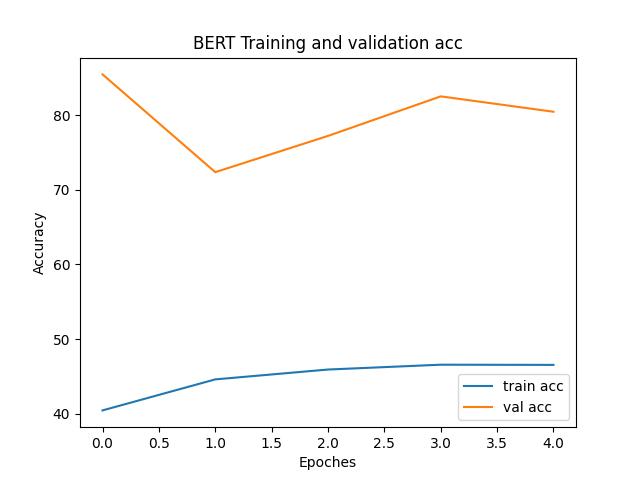 BERT Training and validation acc
Accuracy
80
70
60
50
40
0.0 0.5 1.0 1.5 2.0 2.5 3.0 3.5 4.0
Epoches
train acc
val acc